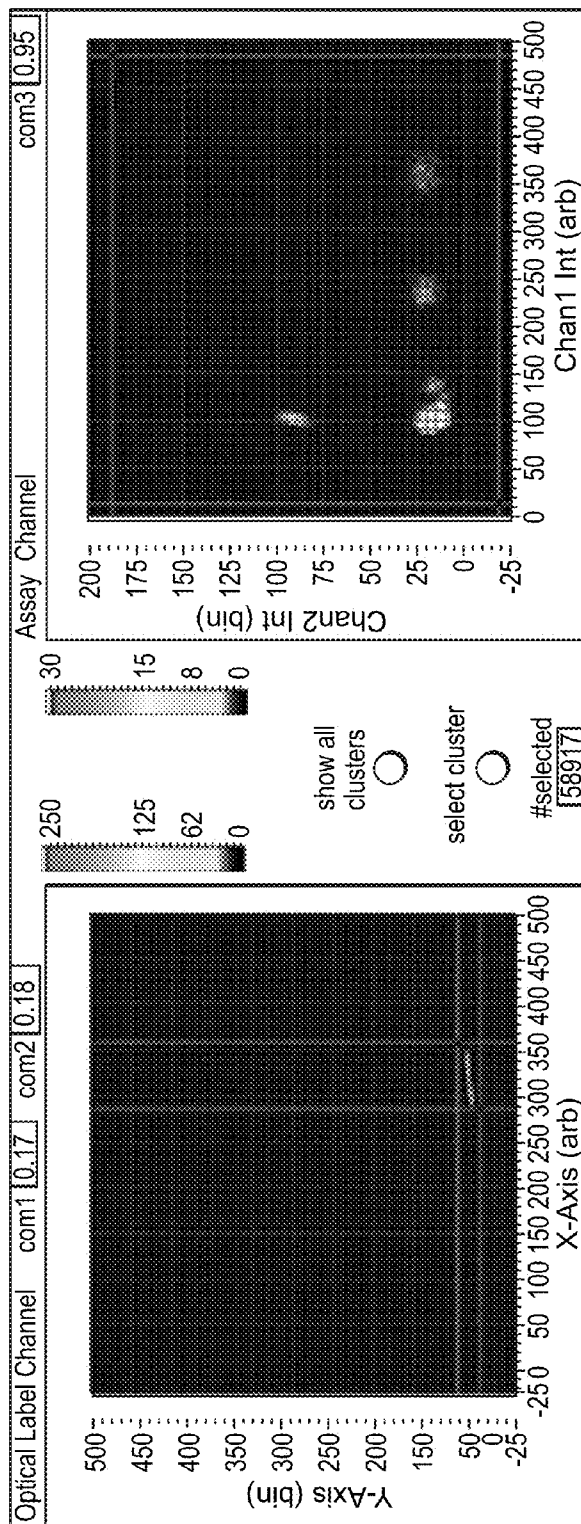 Optical Label Channel com1 0.17 com2 0.18
500
450
400
350
300
250
200
150
100
50
0
-25
Y-Axis (bin)
-25 0 50 100 150 200 250 300 350 400 450 500
X-Axis (arb)
250
125
62
0
30
15
8
0
show all
clusters
select cluster
#selected
58917
Assay Channel com3 0.95
200
175
150
125
100
75
50
25
0
-25
Chan2 Int (bin)
0 50 100 150 200 250 300 350 400 450 500
Chan1 Int (arb)